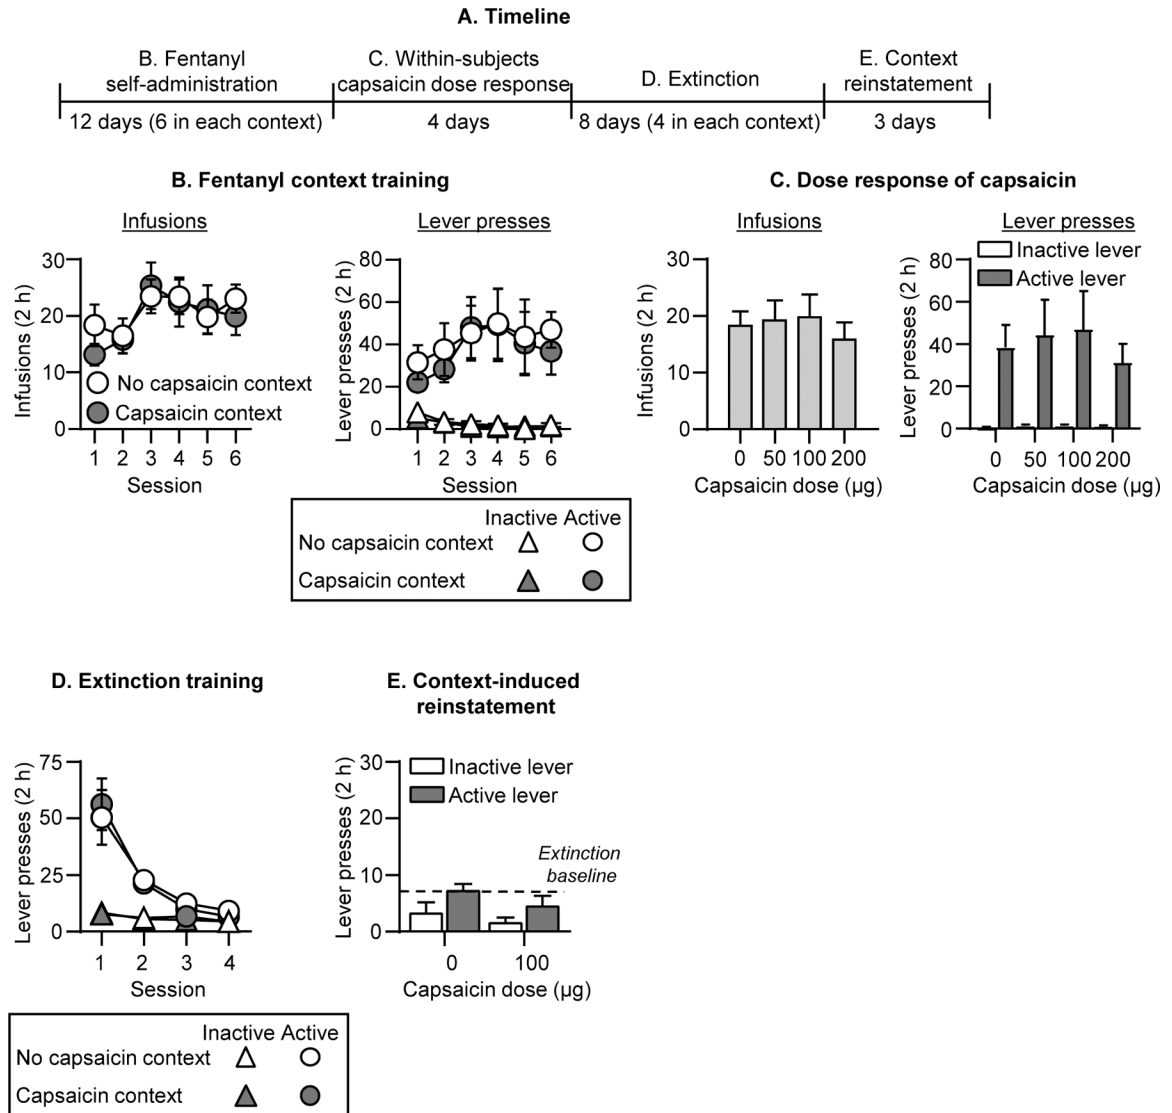 A. Timeline
B. Fentanyl
self-administration
C. Within-subjects
capsaicin dose response
D. Extinction
E. Context
reinstatement
12 days (6 in each context)
4 days
8 days (4 in each context)
3 days
B. Fentanyl context training
Infusions
Infusions (2 h)
30
20
10
0
No capsaicin context
Capsaicin context
1 2 3 4 5 6
Session
Lever presses
Lever presses (2 h)
80
60
40
20
0
1 2 3 4 5 6
Session
Inactive Active
No capsaicin context
Capsaicin context
C. Dose response of capsaicin
Infusions
Infusions (2 h)
30
20
10
0
0 50 100 200
Capsaicin dose (µg)
Lever presses
Inactive lever
Active lever
Lever presses (2 h)
80
60
40
20
0
0 50 100 200
Capsaicin dose (µg)
D. Extinction training
Lever presses (2 h)
75
50
25
0
1 2 3 4
Session
Inactive Active
No capsaicin context
Capsaicin context
E. Context-induced
reinstatement
Lever presses (2 h)
30
20
10
0
Inactive lever
Active lever
Extinction
baseline
0 100
Capsaicin dose (µg)